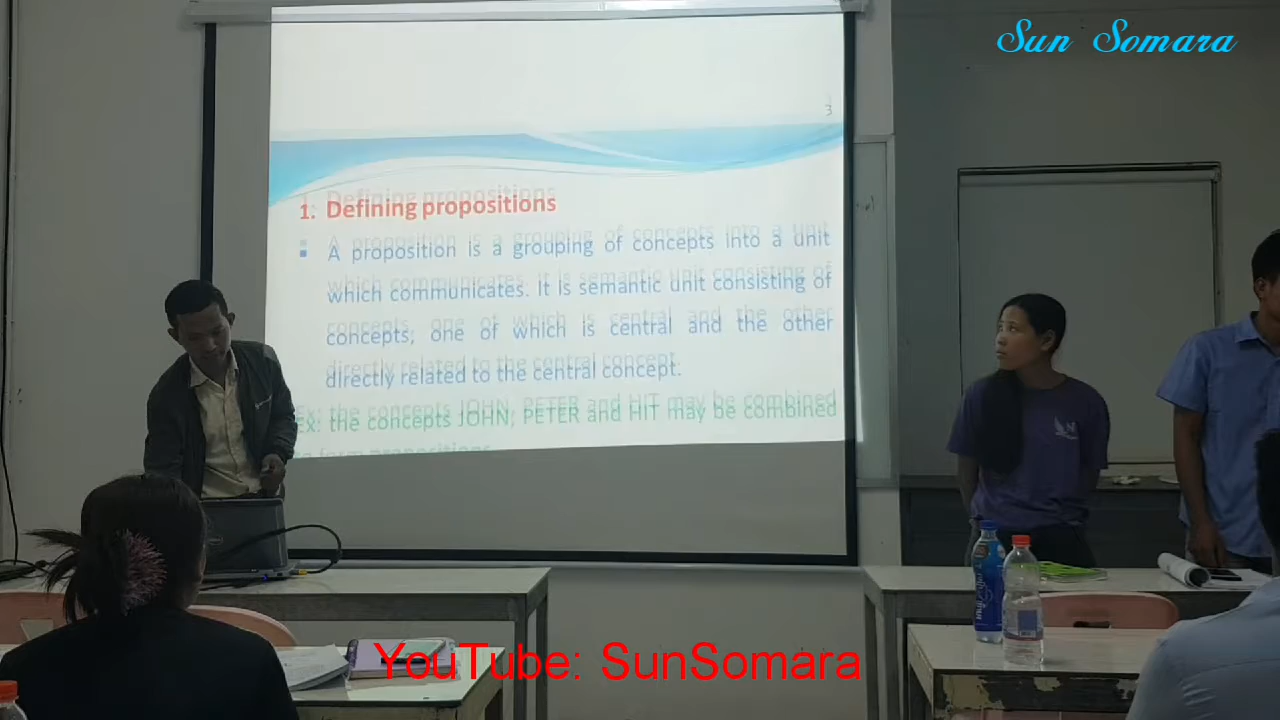 Sun Somara
3
1. Defining propositions
A proposition is a grouping of concepts into a unit
which communicates. It is semantic unit consisting of
concepts, one of which is central and the other
directly related to the central concept.
Ex: the concepts JOHN, PETER and HIT may be combined
form propositions
YouTube: SunSomara